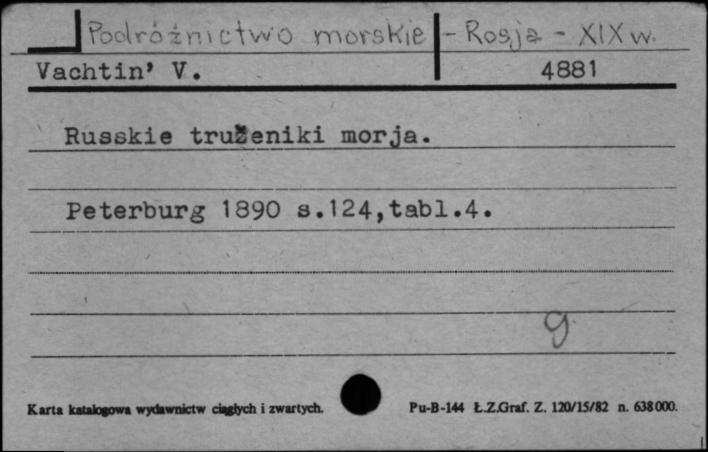 Podróżnictwo morskie - Rosja - XIX w.
Vachtin' V. 4881
Russkie truženiki morja.
Peterburg 1890 s.124,tabl.4.
g
Karta katalogowa wydawnictw ciągłych i zwartych. Pu-B-144 Ł.Z.Graf. Z. 120/15/82 n. 638000.